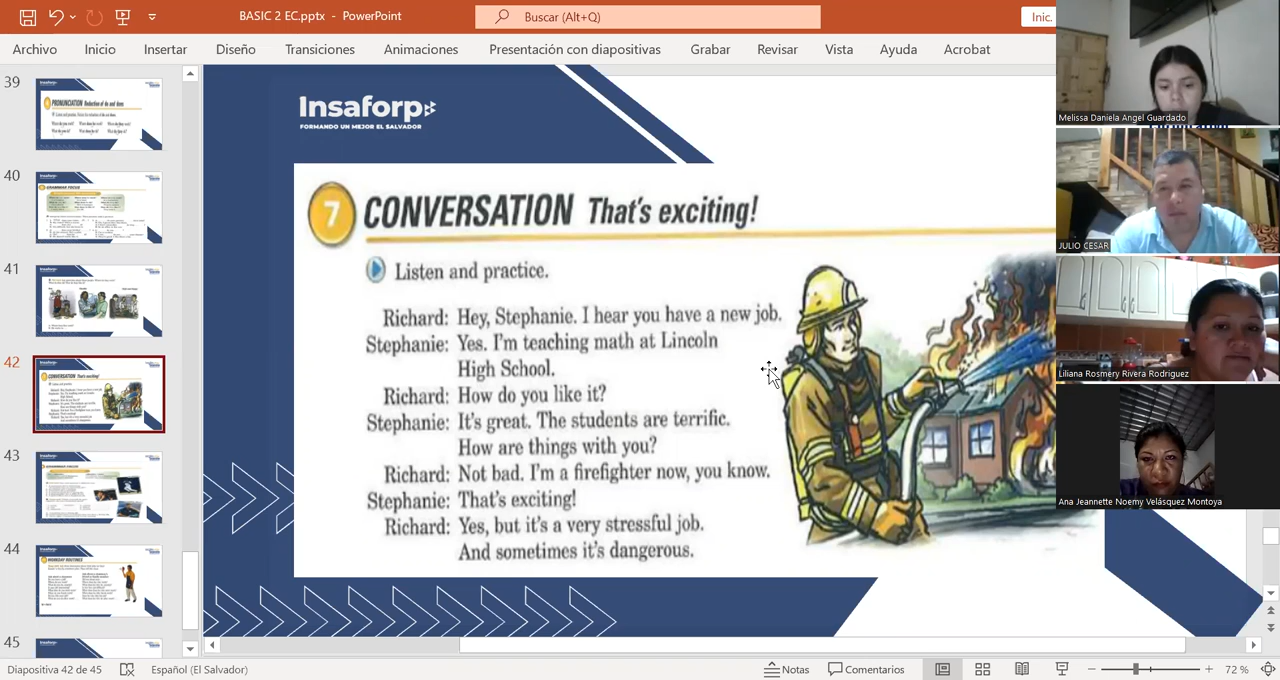 BASIC 2 EC.pptx - PowerPoint
Buscar (Alt+Q)
Inic.
Archivo Inicio Insertar Diseño Transiciones Animaciones Presentación con diapositivas Grabar Revisar Vista Ayuda Acrobat
39
40
41
42
43
44
45
Insaforp
FORMANDO UN MEJOR EL SALVADOR
7 CONVERSATION That's exciting!
Listen and practice.
Richard: Hey, Stephanie. I hear you have a new job.
Stephanie: Yes. I'm teaching math at Lincoln
High School.
Richard: How do you like it?
Stephanie: It's great. The students are terrific.
How are things with you?
Richard: Not bad. I'm a firefighter now, you know.
Stephanie: That's exciting!
Richard: Yes, but it's a very stressful job.
And sometimes it's dangerous.
Melissa Daniela Angel Guardado
JULIO CESAR
Liliana Rosmery Rivera Rodriguez
Ana Jeannette Noemy Velásquez Montoya
Diapositiva 42 de 45 Español (El Salvador) Notas Comentarios 72 %